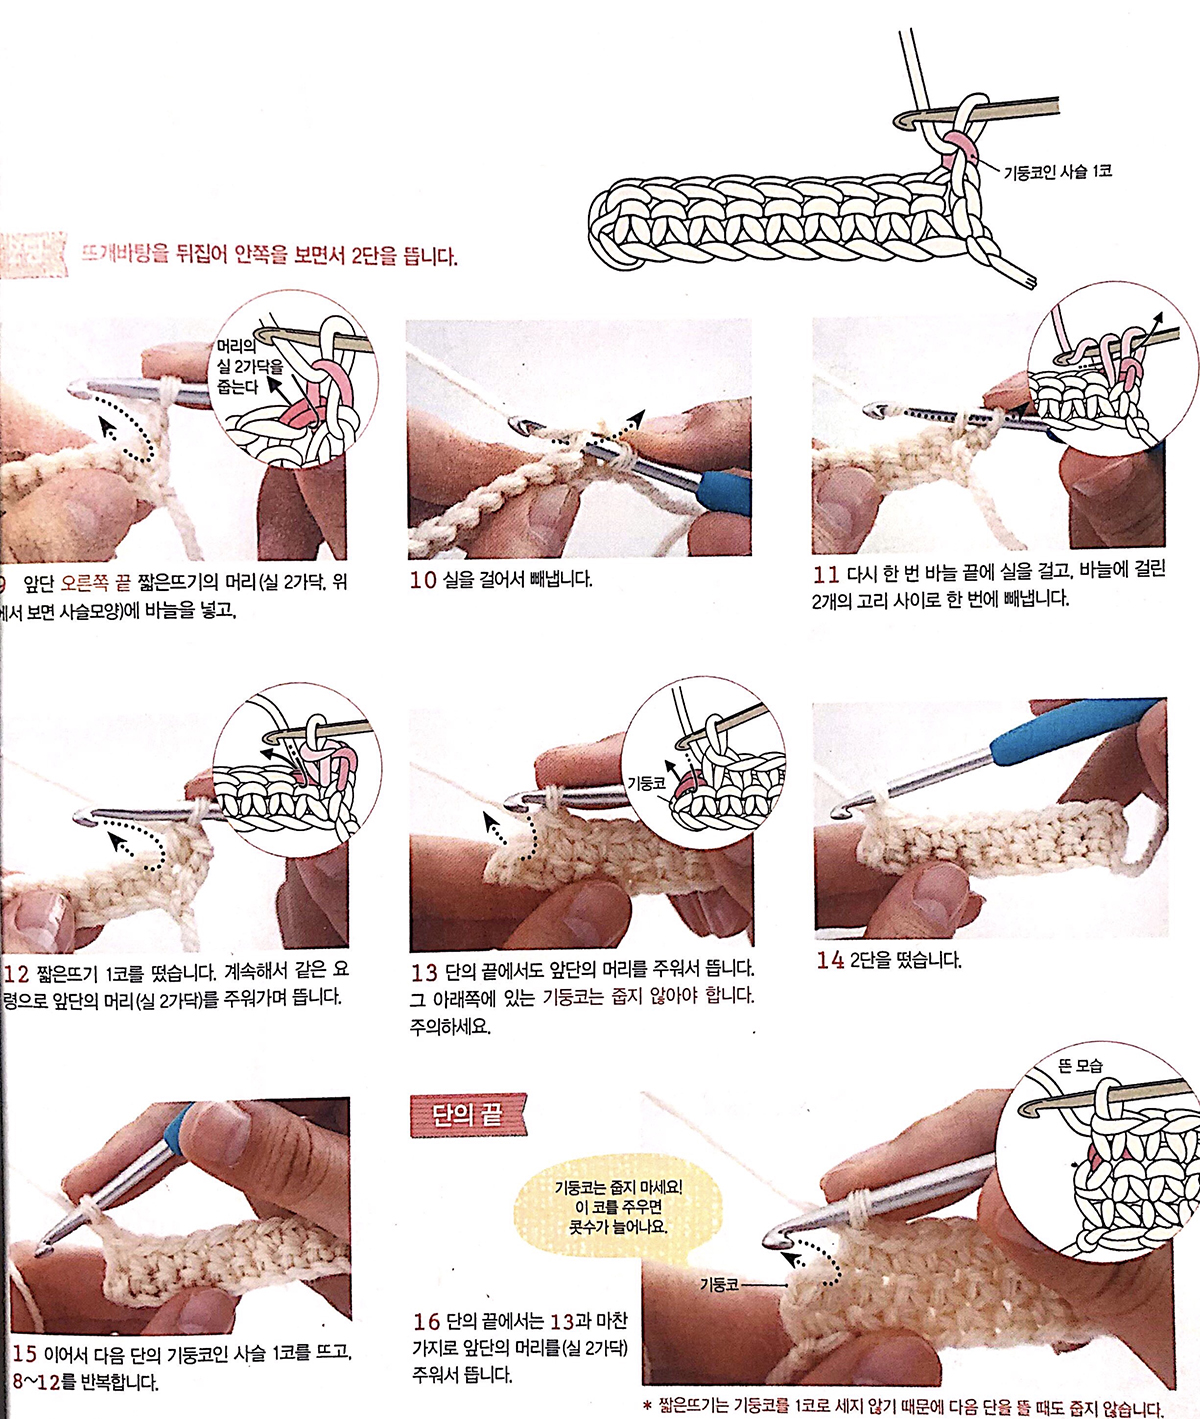 기둥코인 사슬 1코
뜨개바탕을 뒤집어 안쪽을 보면서 2단을 뜹니다.
머리의
실 2가닥을
줍는다
9 앞단 오른쪽 끝 짧은뜨기의 머리(실 2가닥, 위
에서 보면 사슬모양)에 바늘을 넣고,
10 실을 걸어서 빼냅니다.
11 다시 한 번 바늘 끝에 실을 걸고, 바늘에 걸린
2개의 고리 사이로 한 번에 빼냅니다.
기둥코
12 짧은뜨기 1코를 떴습니다. 계속해서 같은 요
령으로 앞단의 머리(실 2가닥)를 주워가며 뜹니다.
13 단의 끝에서도 앞단의 머리를 주워서 뜹니다.
그 아래쪽에 있는 기둥코는 줍지 않아야 합니다.
주의하세요.
14 2단을 떴습니다.
15 이어서 다음 단의 기둥코인 사슬 1코를 뜨고,
8~12를 반복합니다.
단의 끝
기둥코는 줍지 마세요!
이 코를 주우면
콧수가 늘어나요.
16 단의 끝에서는 13과 마찬
가지로 앞단의 머리를(실 2가닥)
주워서 뜹니다.
뜬 모습
기둥코
* 짧은뜨기는 기둥코를 1코로 세지 않기 때문에 다음 단을 뜰 때도 줍지 않습니다.